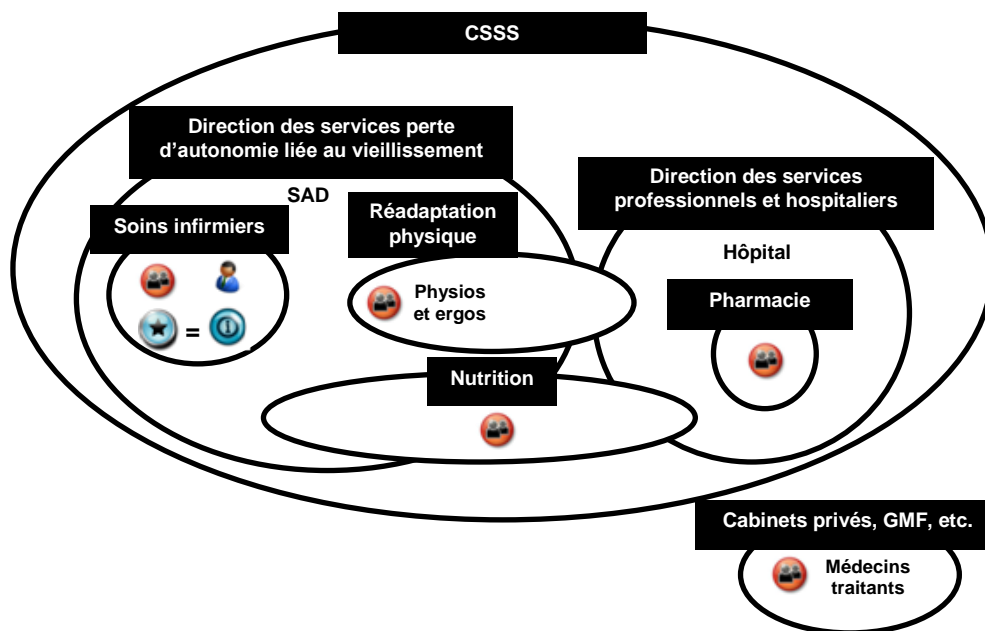 CSSS
Direction des services perte
d'autonomie liée au vieillissement
SAD
Soins infirmiers
=
Réadaptation
physique
Physios
et ergos
Nutrition
Direction des services
professionnels et hospitaliers
Hôpital
Pharmacie
Cabinets privés, GMF, etc.
Médecins
traitants